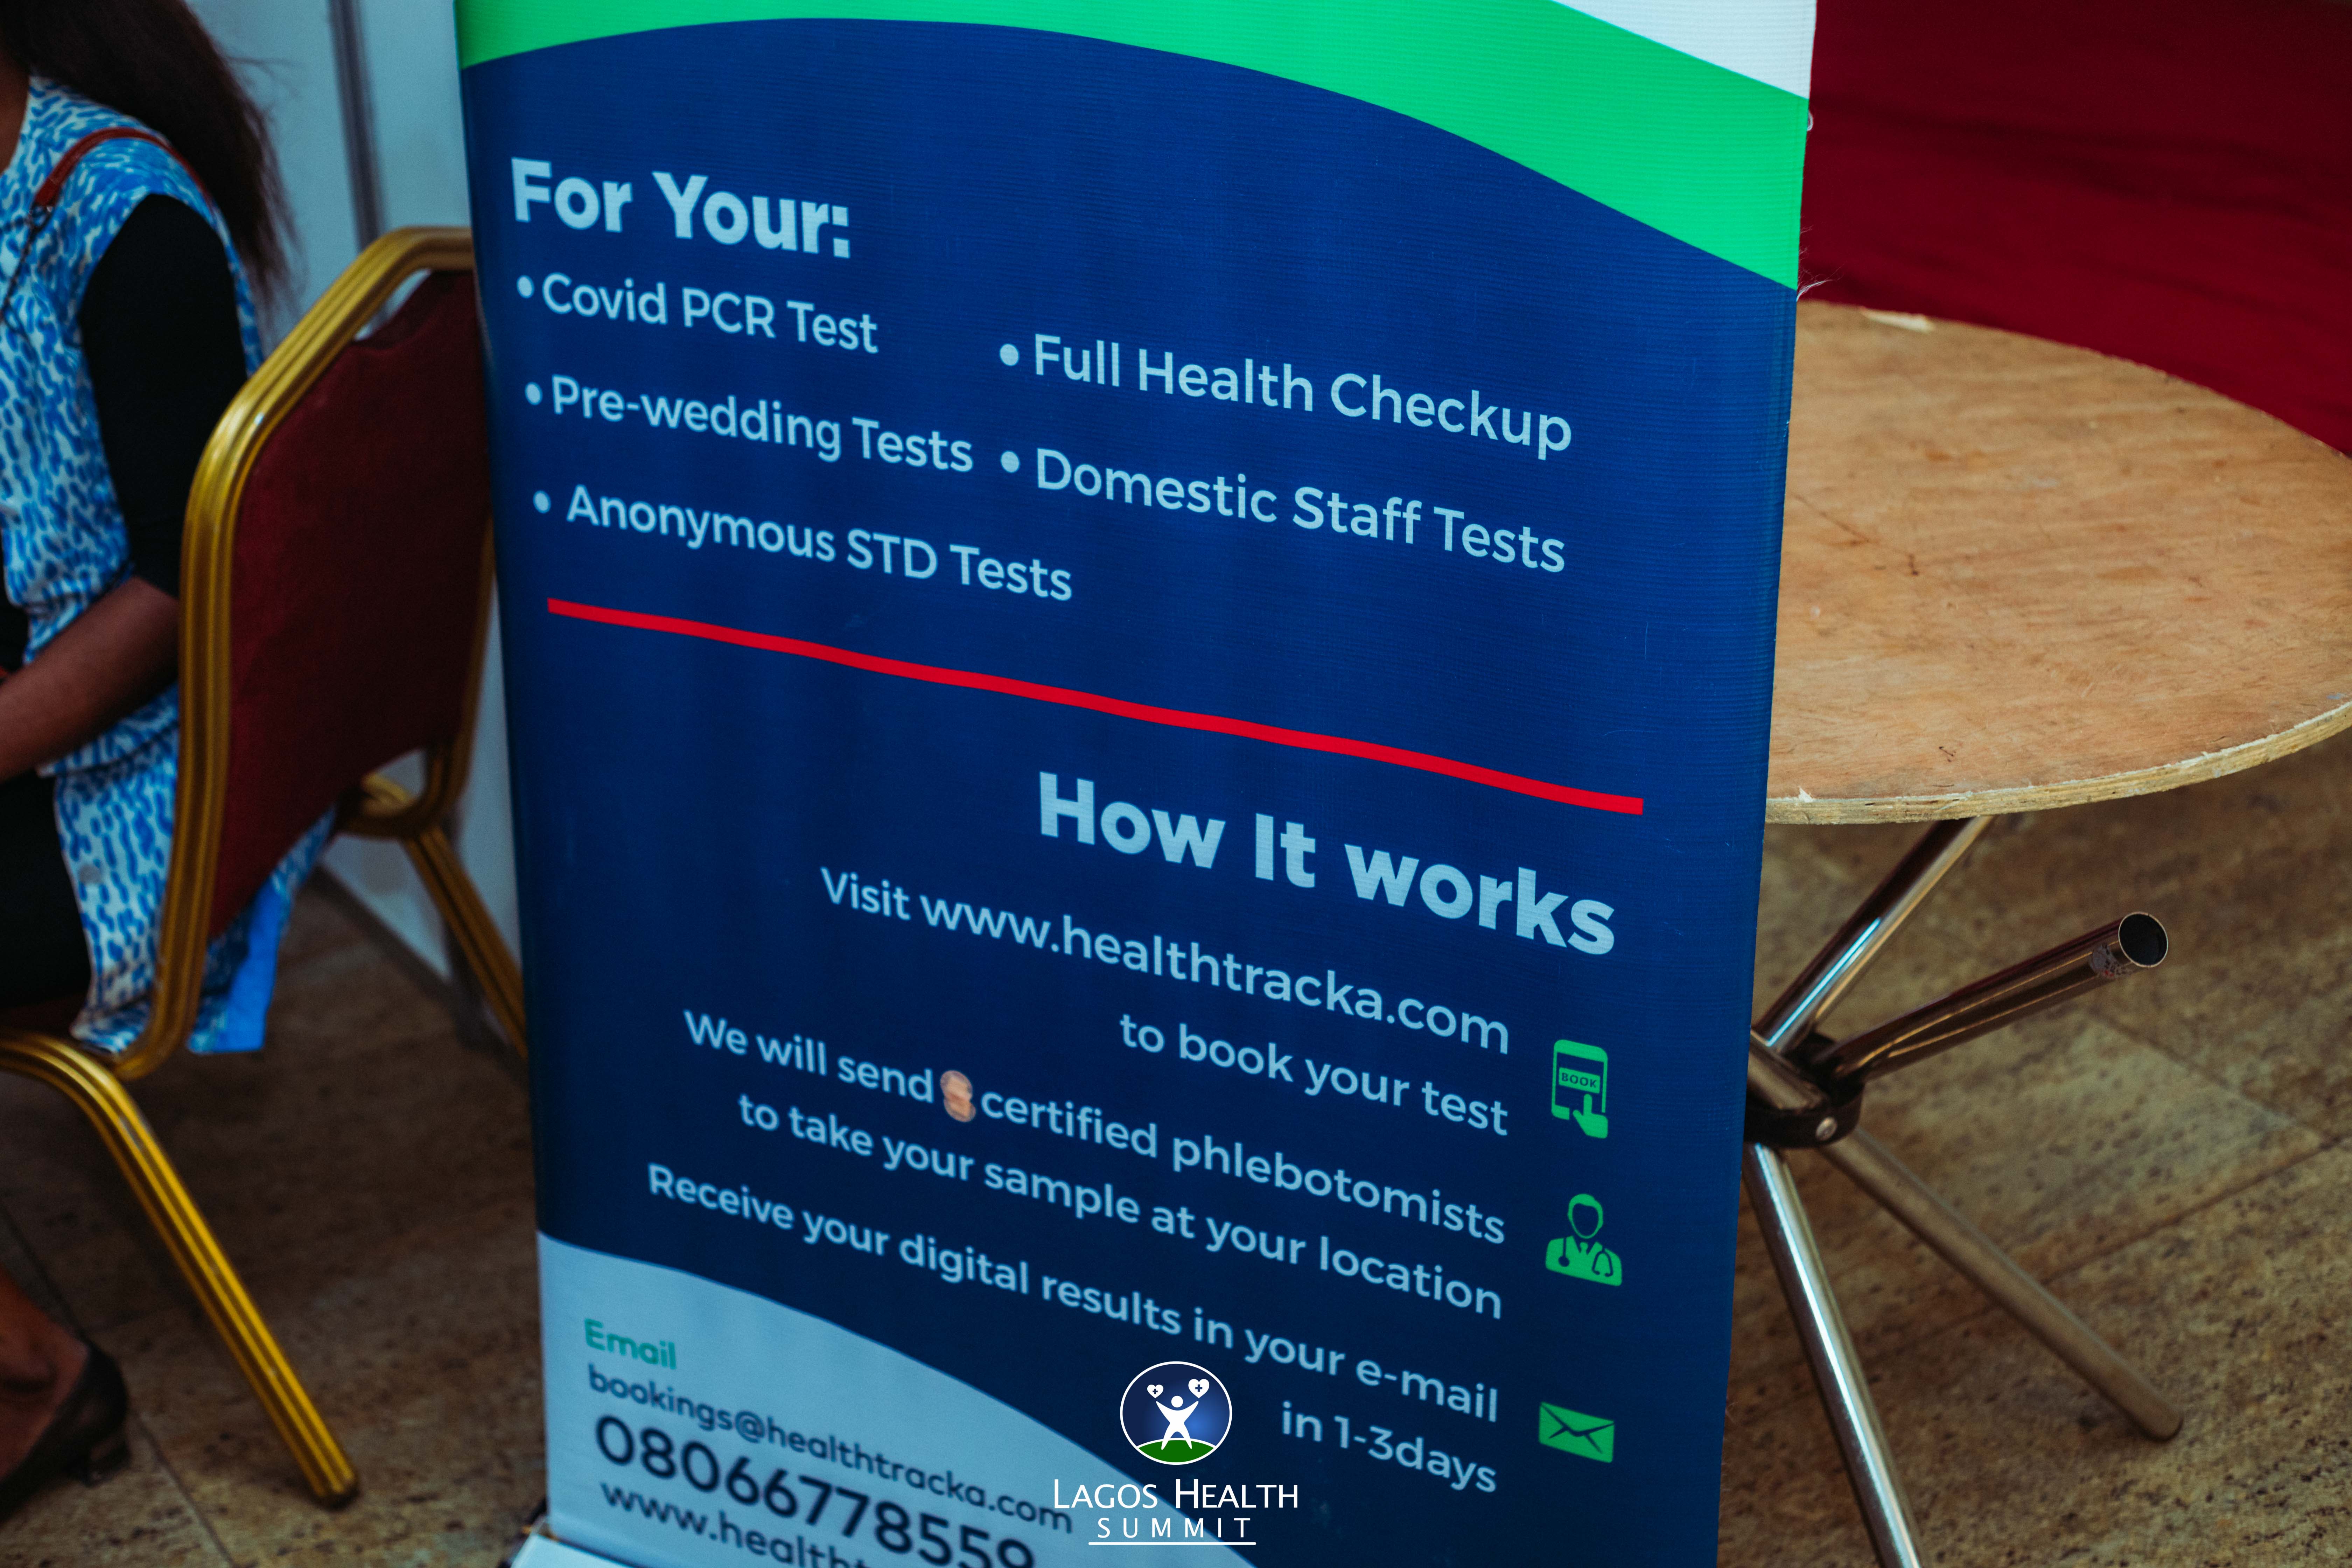 For Your:
• Covid PCR Test
• Pre-wedding Tests
• Anonymous STD Tests
• Full Health Checkup
• Domestic Staff Tests
How It works
Visit www.healthtracka.com
to book your test
BOOK
We will send certified phlebotomists
to take your sample at your location
Receive your digital results in your e-mail
in 1-3days
Email
bookings@healthtracka.com
08066778559
www.health
LAGOS HEALTH
SUMMIT